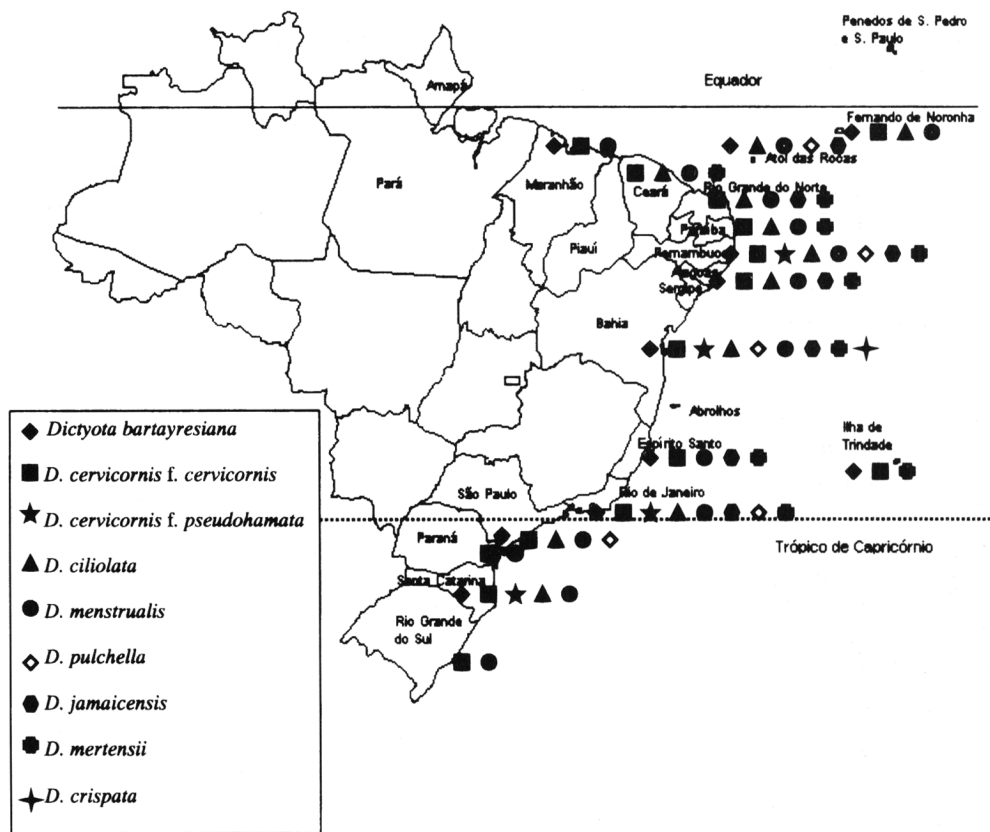 Penedos de S. Pedro
e S. Paulo
Equador
Amapá
Fernando de Noronha
Atol das Rocas
Pará
Maranhão
Ceará
Rio Grande do Norte
Paraíba
Piauí
Pernambuco
Alagoas
Sergipe
Bahia
Abrolhos
Ilha de
Trindade
Espírito Santo
São Paulo
Rio de Janeiro
Paraná
Trópico de Capricórnio
Santa Catarina
Rio Grande
do Sul
Dictyota bartayresiana
D. cervicornis f. cervicornis
D. cervicornis f. pseudohamata
D. ciliolata
D. menstrualis
D. pulchella
D. jamaicensis
D. mertensii
D. crispata